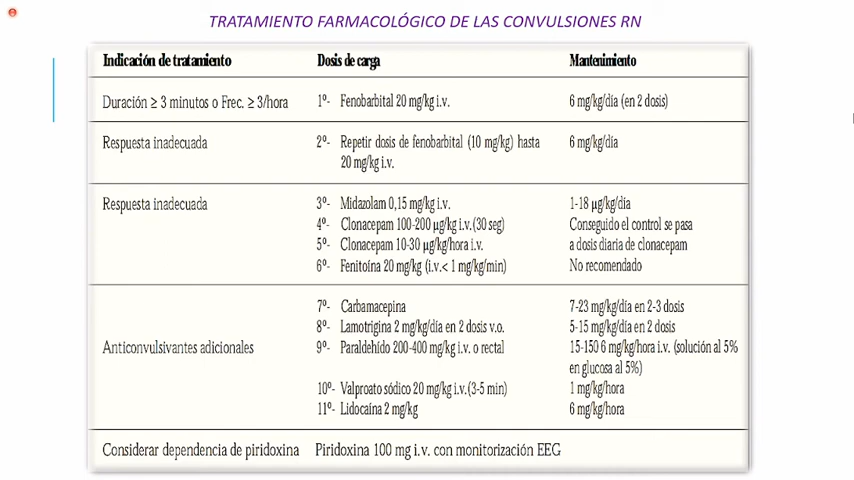 TRATAMIENTO FARMACOLÓGICO DE LAS CONVULSIONES RN
Indicación de tratamiento Dosis de carga Mantenimiento
Duración ≥ 3 minutos o Frec. ≥ 3/hora 1º- Fenobarbital 20 mg/kg i.v. 6 mg/kg/día (en 2 dosis)
Respuesta inadecuada 2º- Repetir dosis de fenobarbital (10 mg/kg) hasta 6 mg/kg/día
20 mg/kg i.v.
Respuesta inadecuada 3º- Midazolam 0,15 mg/kg i.v. 1-18 µg/kg/día
4º- Clonacepam 100-200 µg/kg i.v. (30 seg) Conseguido el control se pasa
5º- Clonacepam 10-30 µg/kg/hora i.v. a dosis diaria de clonacepam
6º- Fenitoína 20 mg/kg (i.v.< 1 mg/kg/min) No recomendado
7º- Carbamacepina 7-23 mg/kg/día en 2-3 dosis
8º- Lamotrigina 2 mg/kg/día en 2 dosis v.o. 5-15 mg/kg/día en 2 dosis
Anticonvulsivantes adicionales 9º- Paraldehído 200-400 mg/kg i.v. o rectal 15-150 6 mg/kg/hora i.v. (solución al 5%
en glucosa al 5%)
10º- Valproato sódico 20 mg/kg i.v. (3-5 min) 1 mg/kg/hora
11º- Lidocaína 2 mg/kg 6 mg/kg/hora
Considerar dependencia de piridoxina Piridoxina 100 mg i.v. con monitorización EEG